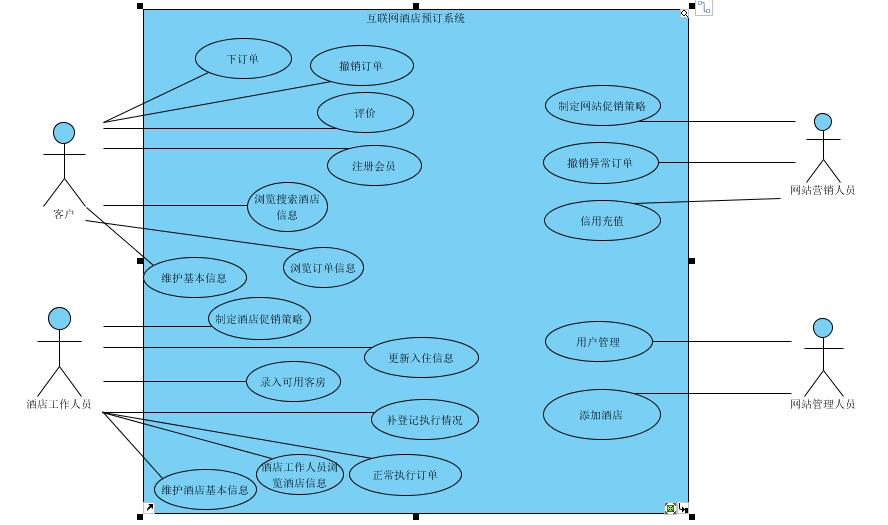 互联网酒店预订系统
下订单
撤销订单
评价
注册会员
浏览搜索酒店
信息
浏览订单信息
维护基本信息
客户
制定网站促销策略
撤销异常订单
信用充值
网站营销人员
制定酒店促销策略
更新入住信息
录入可用客房
补登记执行情况
酒店工作人员浏
览酒店信息
正常执行订单
维护酒店基本信息
酒店工作人员
用户管理
添加酒店
网站管理人员